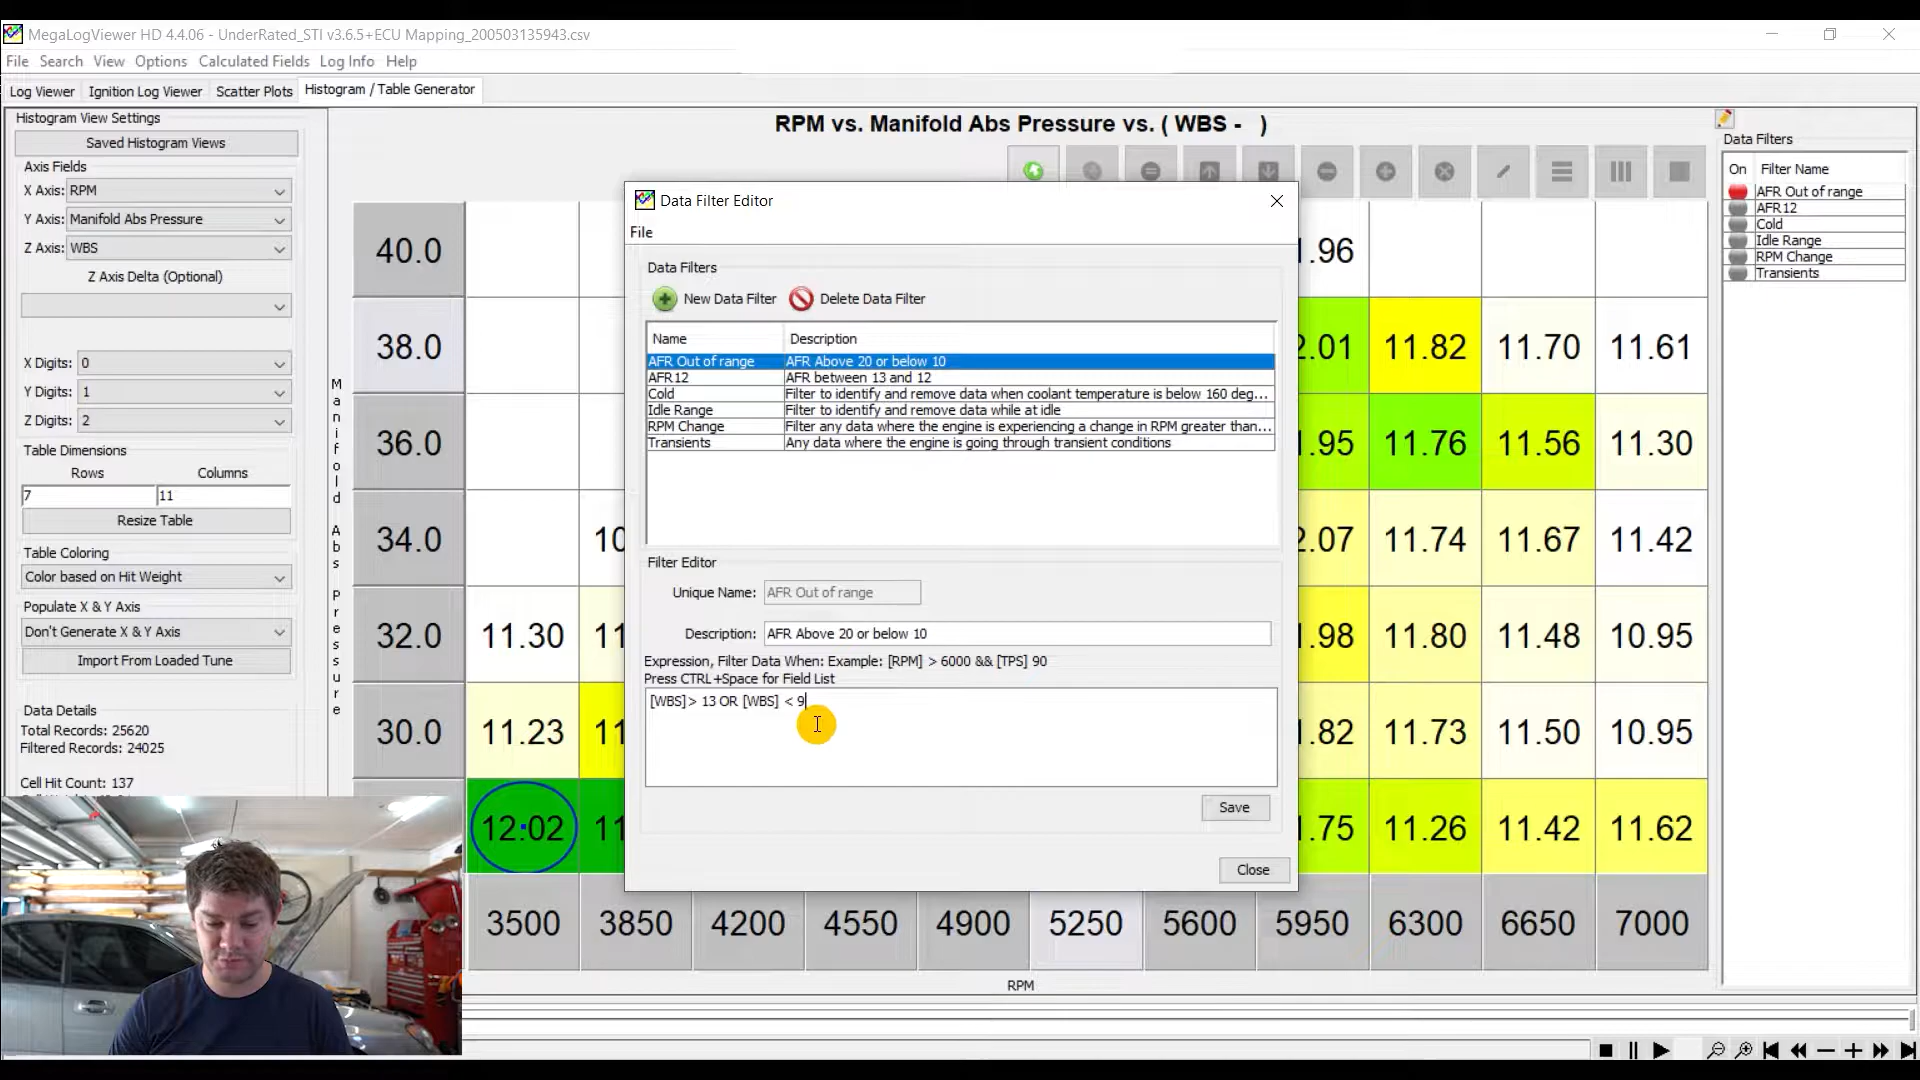 MegaLogViewer HD 4.4.06 - UnderRated_STI v3.6.5+ECU Mapping_200503135943.csv
File Search View Options Calculated Fields Log Info Help
Log Viewer Ignition Log Viewer Scatter Plots Histogram / Table Generator
Histogram View Settings
Saved Histogram Views
Axis Fields
X Axis: RPM
Y Axis: Manifold Abs Pressure
Z Axis: WBS
Z Axis Delta (Optional)
X Digits: 0
Y Digits: 1
Z Digits: 2
Table Dimensions
Rows Columns
7 11
Resize Table
Table Coloring
Color based on Hit Weight
Populate X & Y Axis
Don't Generate X & Y Axis
Import From Loaded Tune
Data Details
Total Records: 25620
Filtered Records: 24025
Cell Hit Count: 137
RPM vs. Manifold Abs Pressure vs. ( WBS - )
Manifold Abs Pressure
40.0 .96
38.0 2.01 11.82 11.70 11.61
36.0 .95 11.76 11.56 11.30
34.0 10 2.07 11.74 11.67 11.42
32.0 11.30 11 .98 11.80 11.48 10.95
30.0 11.23 11 .82 11.73 11.50 10.95
12.02 11 .75 11.26 11.42 11.62
3500 3850 4200 4550 4900 5250 5600 5950 6300 6650 7000
RPM
Data Filter Editor
File
Data Filters
New Data Filter Delete Data Filter
Name Description
AFR Out of range AFR Above 20 or below 10
AFR12 AFR between 13 and 12
Cold Filter to identify and remove data when coolant temperature is below 160 deg...
Idle Range Filter to identify and remove data while at idle
RPM Change Filter any data where the engine is experiencing a change in RPM greater than...
Transients Any data where the engine is going through transient conditions
Filter Editor
Unique Name: AFR Out of range
Description: AFR Above 20 or below 10
Expression, Filter Data When: Example: [RPM] > 6000 && [TPS] 90
Press CTRL+Space for Field List
[WBS]> 13 OR [WBS] < 9
Save
Close
Data Filters
On Filter Name
AFR Out of range
AFR12
Cold
Idle Range
RPM Change
Transients